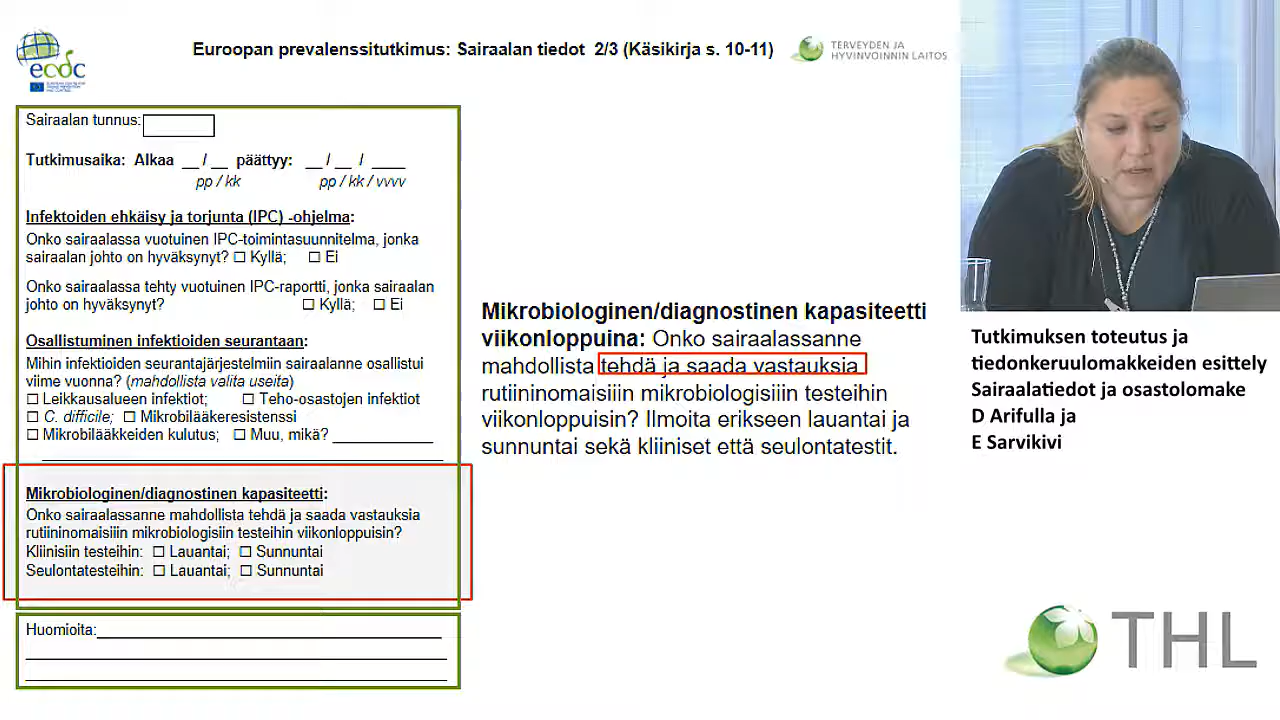 ecdc
Euroopan prevalenssitutkimus: Sairaalan tiedot 2/3 (Käsikirja s. 10-11)
TERVEYDEN JA
HYVINVOINNIN LAITOS
Sairaalan tunnus:
Tutkimusaika: Alkaa __ / __ päättyy: __ / __ / ____
pp / kk pp / kk / vvvv
Infektoiden ehkäisy ja torjunta (IPC) -ohjelma:
Onko sairaalassa vuotuinen IPC-toimintasuunnitelma, jonka
sairaalan johto on hyväksynyt? ☐ Kyllä; ☐ Ei
Onko sairaalassa tehty vuotuinen IPC-raportti, jonka sairaalan
johto on hyväksynyt? ☐ Kyllä; ☐ Ei
Osallistuminen infektioiden seurantaan:
Mihin infektioiden seurantajärjestelmiin sairaalanne osallistui
viime vuonna? (mahdollista valita useita)
☐ Leikkausalueen infektiot; ☐ Teho-osastojen infektiot
☐ C. difficile; ☐ Mikrobilääkeresistenssi
☐ Mikrobilääkkeiden kulutus; ☐ Muu, mikä? ____________
Mikrobiologinen/diagnostinen kapasiteetti:
Onko sairaalassanne mahdollista tehdä ja saada vastauksia
rutiininomaisiiin mikrobiologisiin testeihin viikonloppuisin?
Kliinisiin testeihin: ☐ Lauantai; ☐ Sunnuntai
Seulontatesteihin: ☐ Lauantai; ☐ Sunnuntai
Huomioita:
Mikrobiologinen/diagnostinen kapasiteetti
viikonloppuina: Onko sairaalassanne
mahdollista tehdä ja saada vastauksia
rutiininomaisiiin mikrobiologisiiin testeihin
viikonloppuisin? Ilmoita erikseen lauantai ja
sunnuntai sekä kliiniset että seulontatestit.
Tutkimuksen toteutus ja
tiedonkeruulomakkeiden esittely
Sairaalatiedot ja osastolomake
D Arifulla ja
E Sarvikivi
THL